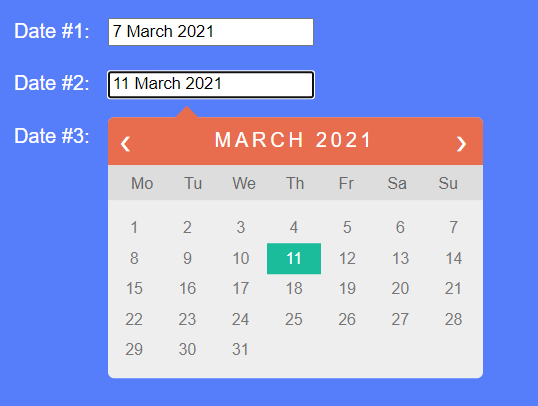 Date #1: 7 March 2021
Date #2: 11 March 2021
Date #3:
‹ MARCH 2021 ›
Mo Tu We Th Fr Sa Su
1 2 3 4 5 6 7
8 9 10 11 12 13 14
15 16 17 18 19 20 21
22 23 24 25 26 27 28
29 30 31